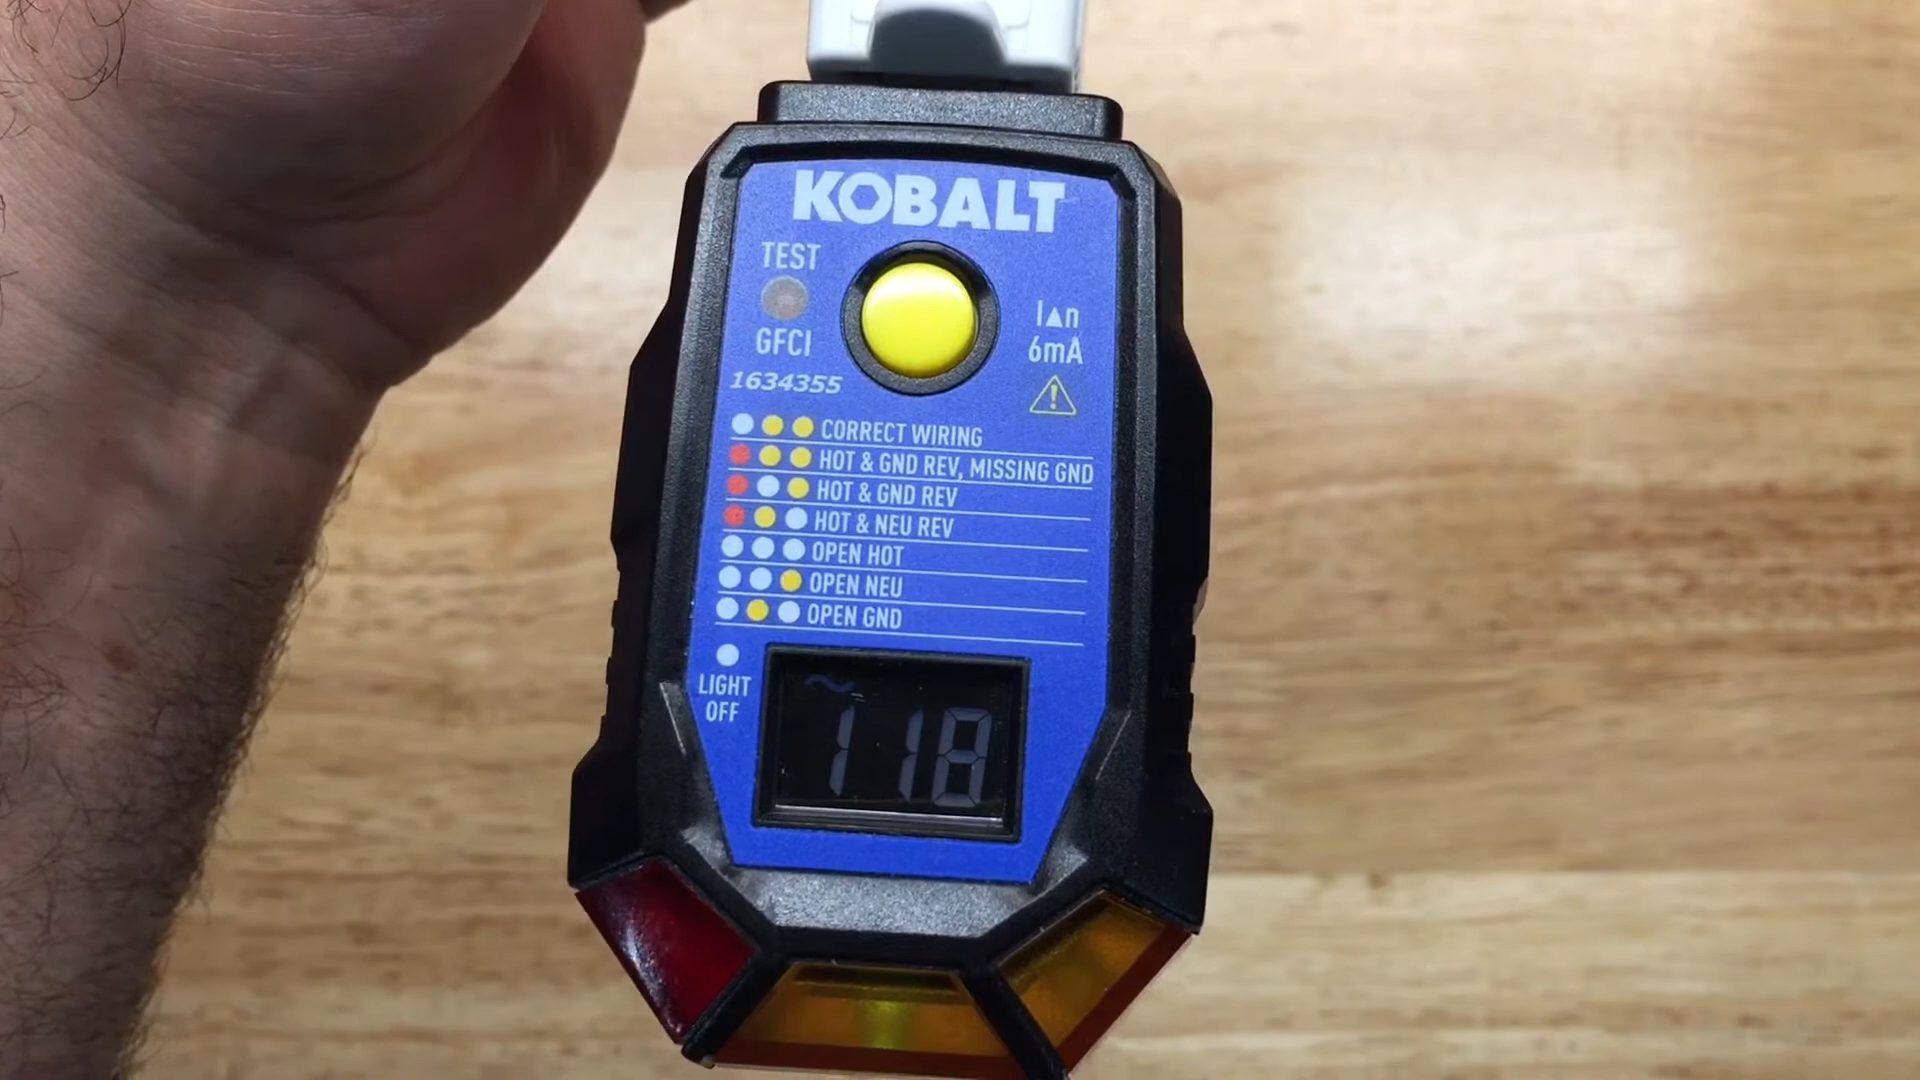 KOBALT
TEST
GFCI
I▲n
6mA
1634355
CORRECT WIRING
HOT & GND REV, MISSING GND
HOT & GND REV
HOT & NEU REV
OPEN HOT
OPEN NEU
OPEN GND
LIGHT
OFF
~
118